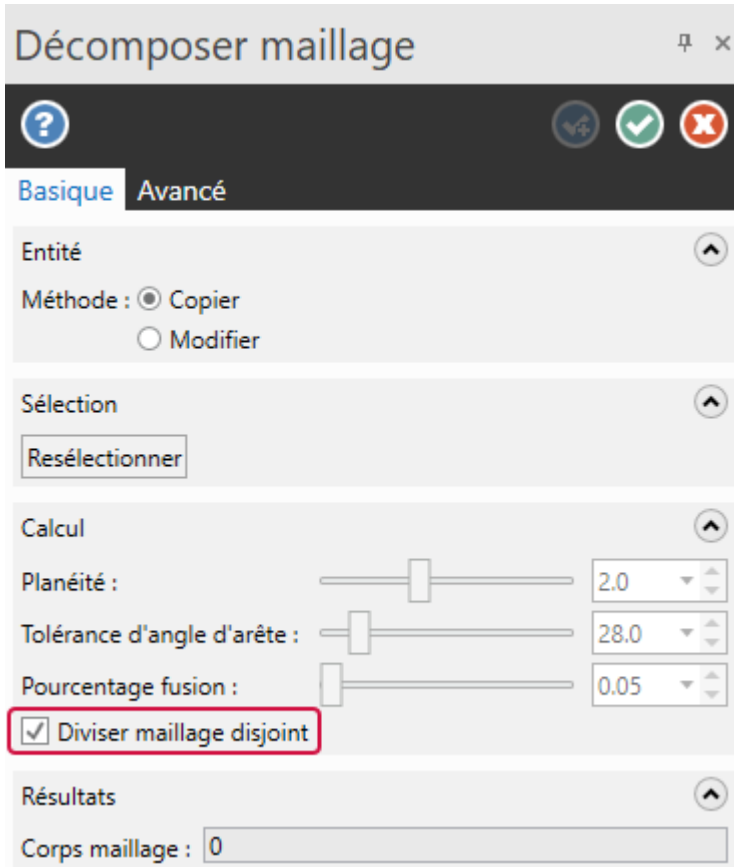 Décomposer maillage
Basique Avancé
Entité
Méthode : Copier
Modifier
Sélection
Resélectionner
Calcul
Planéité : 2.0
Tolérance d'angle d'arête : 28.0
Pourcentage fusion : 0.05
Diviser maillage disjoint
Résultats
Corps maillage : 0